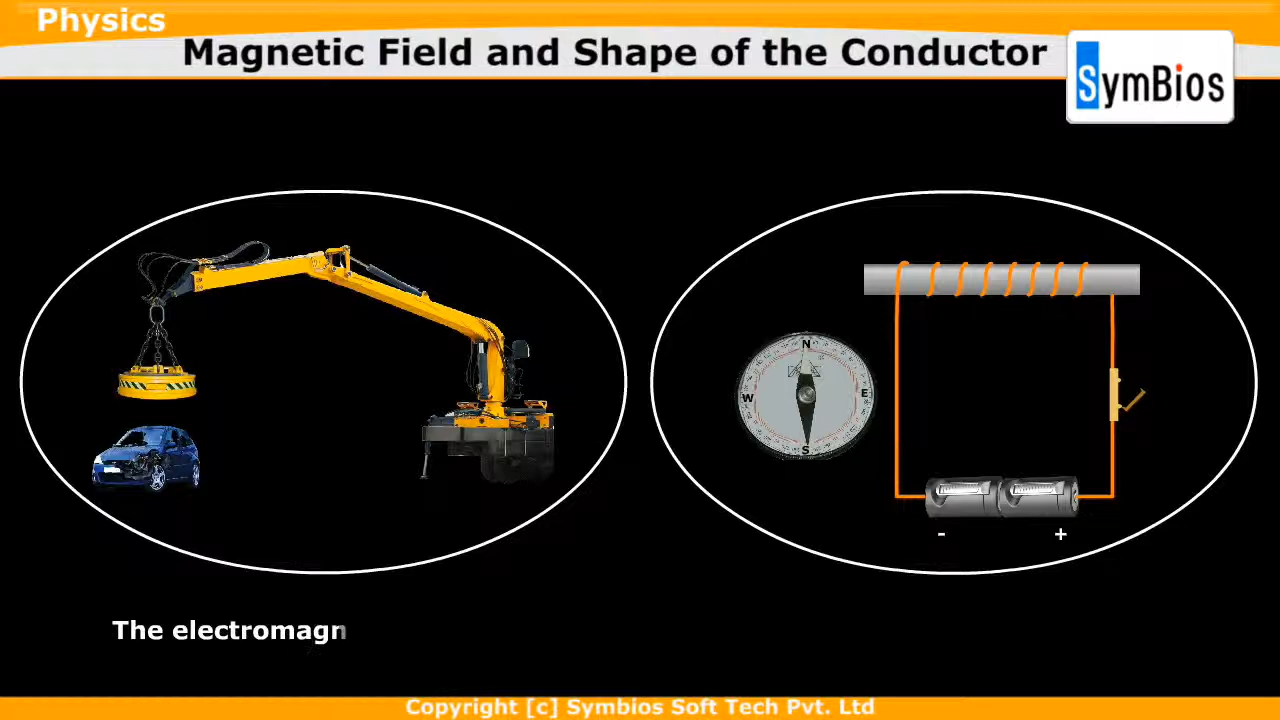 Physics
Magnetic Field and Shape of the Conductor
SymBios
N
W
E
S
- +
The electromagn
Copyright [c] Symbios Soft Tech Pvt. Ltd